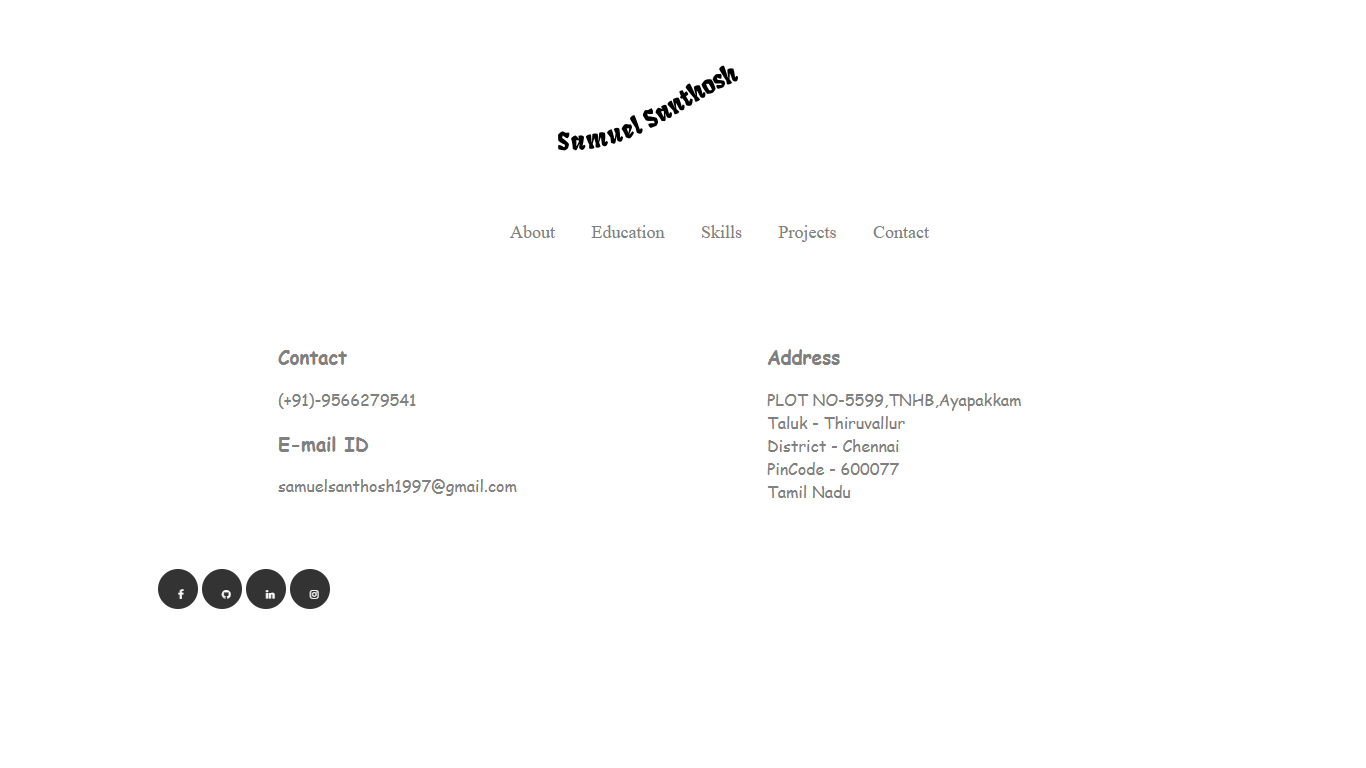 Samuel Santhosh
About Education Skills Projects Contact
Contact
(+91)-9566279541
E-mail ID
samuelsanthosh1997@gmail.com
Address
PLOT NO-5599,TNHB,Ayapakkam
Taluk - Thiruvallur
District - Chennai
PinCode - 600077
Tamil Nadu